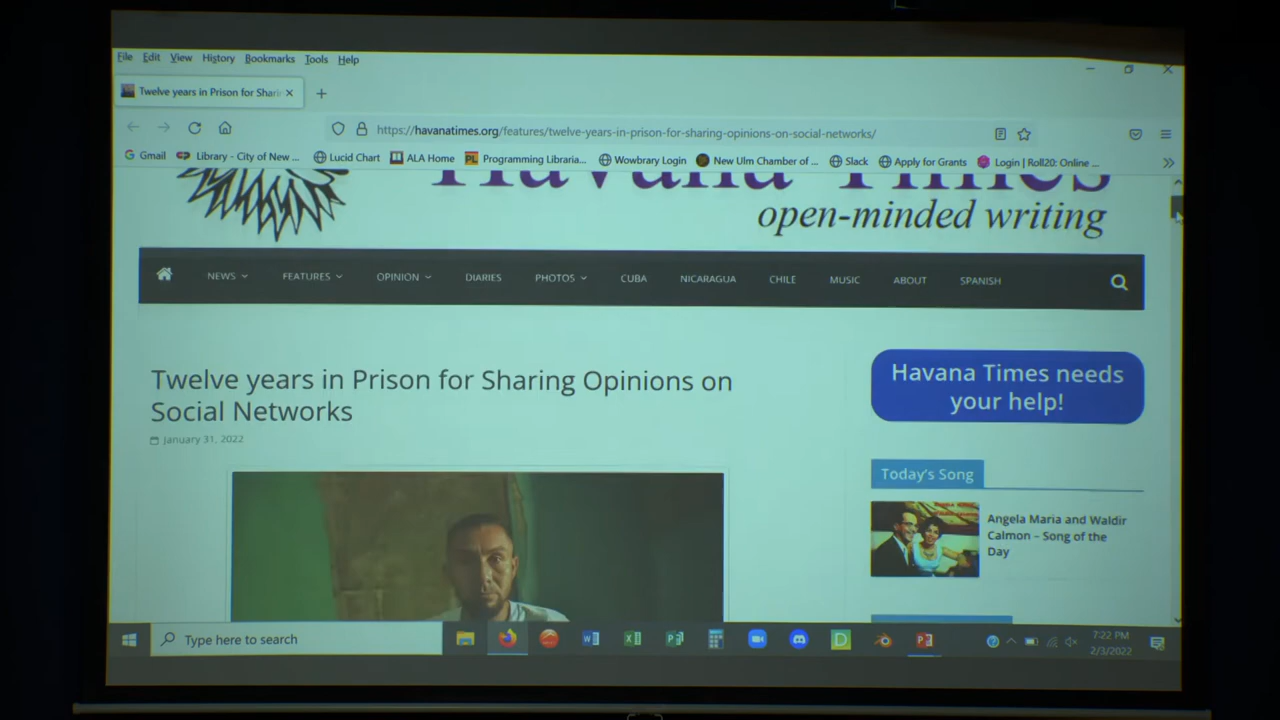 File Edit View History Bookmarks Tools Help
Twelve years in Prison for Shari
https://havanatimes.org/features/twelve-years-in-prison-for-sharing-opinions-on-social-networks/
Gmail Library - City of New ... Lucid Chart ALA Home Programming Libraria... Wowbrary Login New Ulm Chamber of ... Slack Apply for Grants Login | Roll20: Online ...
Havana Times
open-minded writing
NEWS FEATURES OPINION DIARIES PHOTOS CUBA NICARAGUA CHILE MUSIC ABOUT SPANISH
Twelve years in Prison for Sharing Opinions on
Social Networks
January 31, 2022
Havana Times needs
your help!
Today's Song
Angela Maria and Waldir
Calmon – Song of the
Day
Type here to search
7:22 PM
2/3/2022